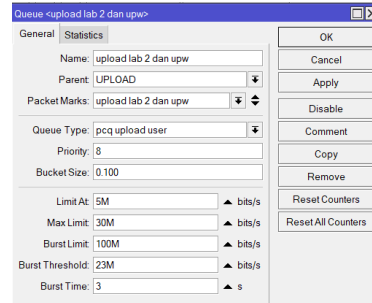 Queue <upload lab 2 dan upw>
General Statistics
Name: upload lab 2 dan upw
Parent: UPLOAD
Packet Marks: upload lab 2 dan upw
Queue Type: pcq upload user
Priority: 8
Bucket Size: 0.100
Limit At: 5M bits/s
Max Limit: 30M bits/s
Burst Limit: 100M bits/s
Burst Threshold: 23M bits/s
Burst Time: 3 s
OK
Cancel
Apply
Disable
Comment
Copy
Remove
Reset Counters
Reset All Counters